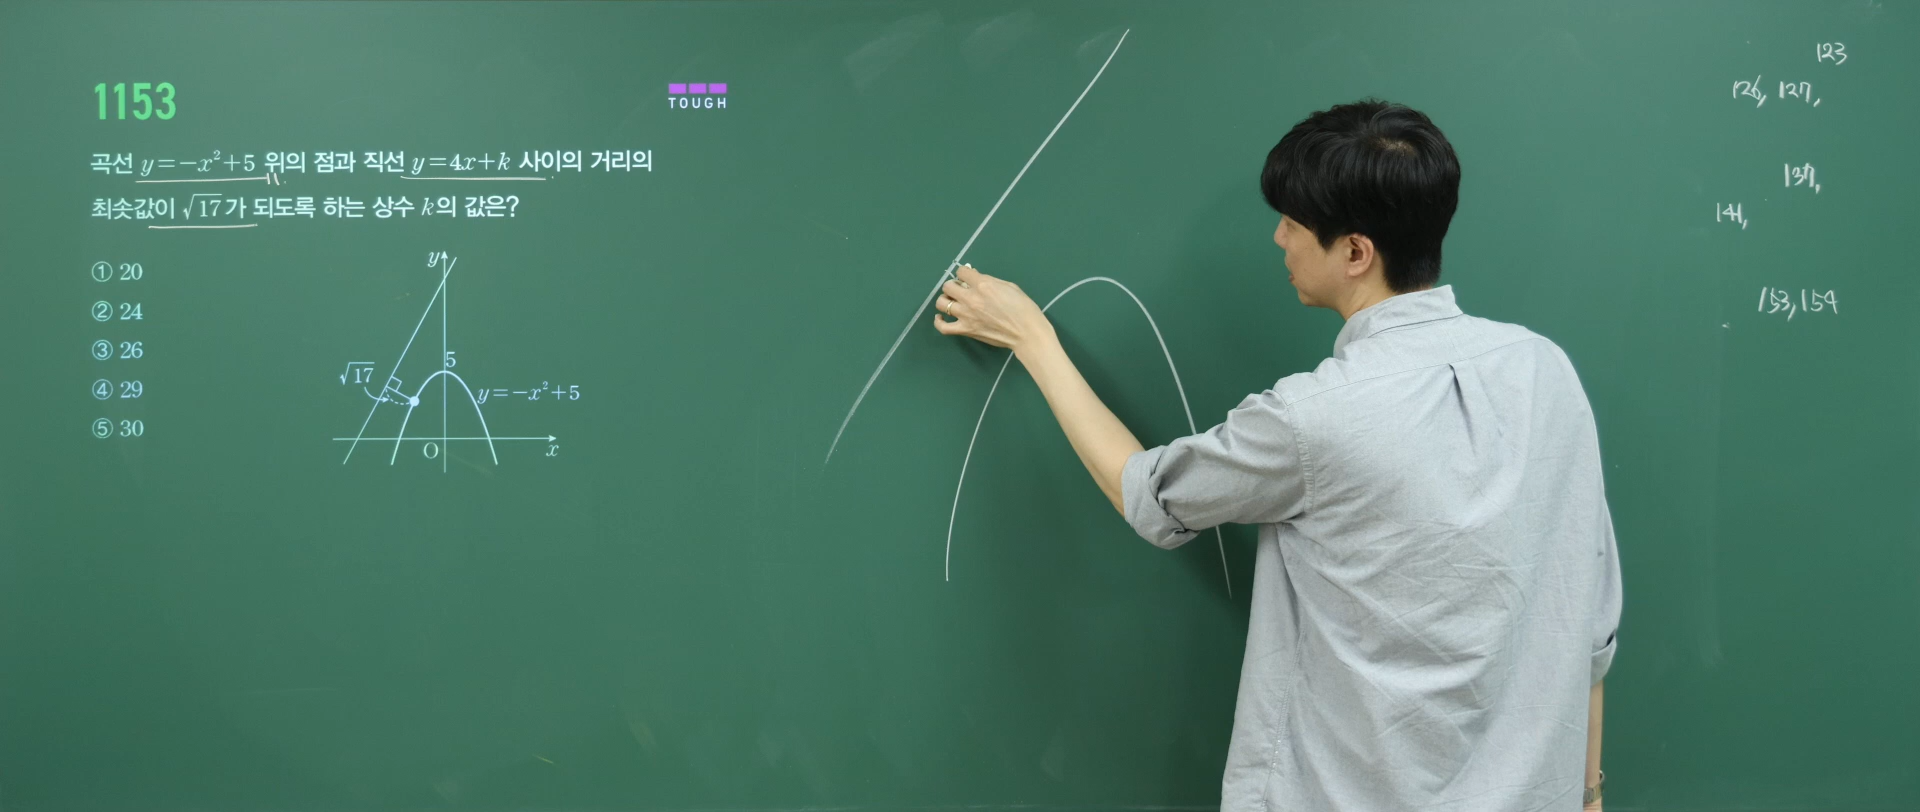 1153
TOUGH
곡선 y=-x²+5 위의 점과 직선 y=4x+k 사이의 거리의
최솟값이 √17가 되도록 하는 상수 k의 값은?
① 20
② 24
③ 26
④ 29
⑤ 30
y
5
√17
y=-x²+5
O
x
123
126, 127,
137,
141,
153, 154